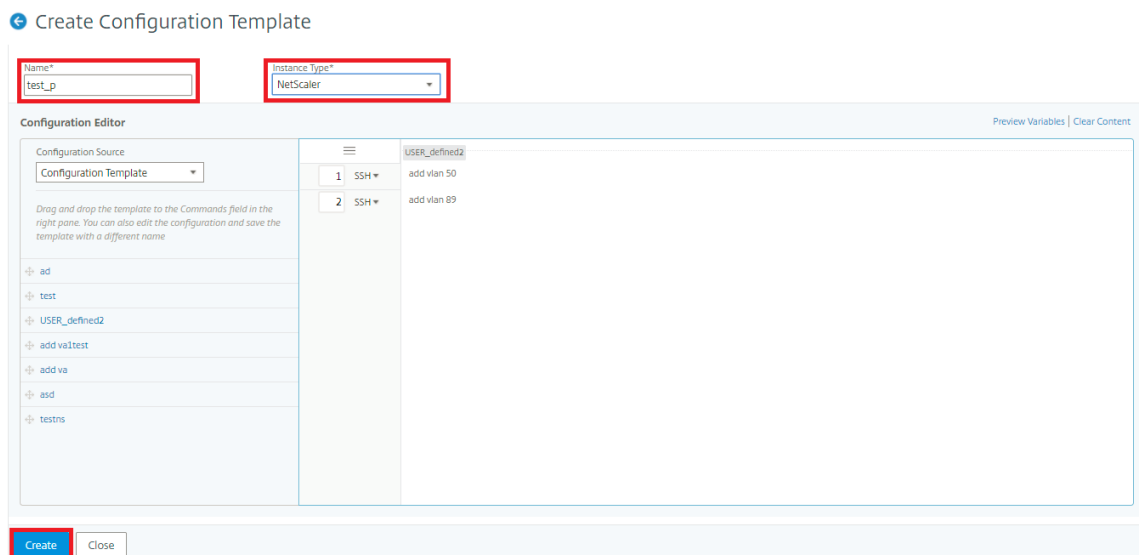 Create Configuration Template
Name*
Instance Type*
test_p
NetScaler
Configuration Editor
Preview Variables | Clear Content
Configuration Source
Configuration Template
Drag and drop the template to the Commands field in the
right pane. You can also edit the configuration and save the
template with a different name
ad
test
USER_defined2
add va1test
add va
asd
testns
USER_defined2
1 SSH add vlan 50
2 SSH add vlan 89
Create
Close